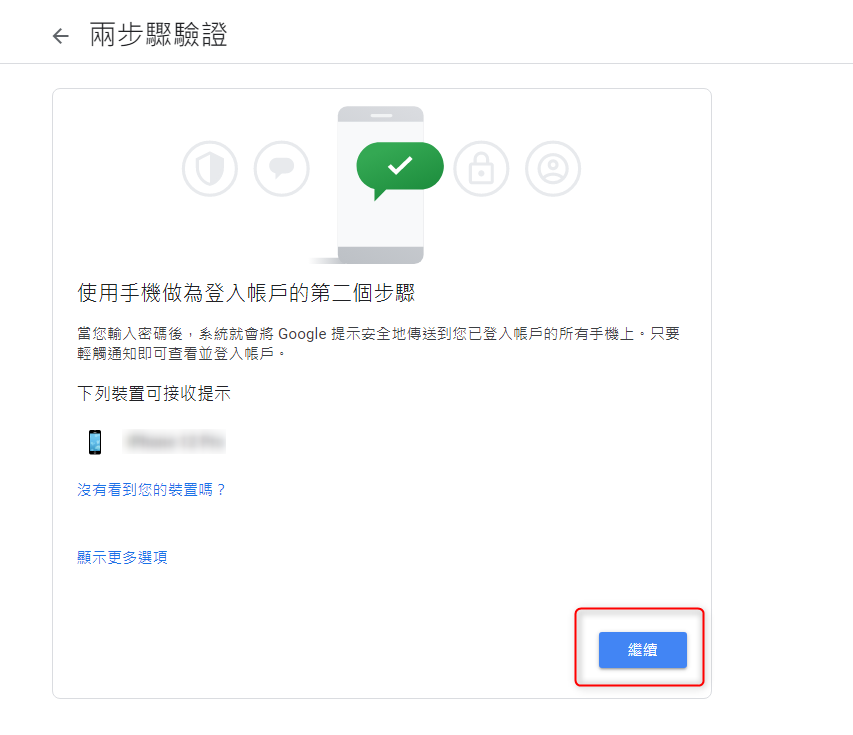 兩步驟驗證
使用手機做為登入帳戶的第二個步驟
當您輸入密碼後，系統就會將 Google 提示安全地傳送到您已登入帳戶的所有手機上。只要
輕觸通知即可查看並登入帳戶。
下列裝置可接收提示
沒有看到您的裝置嗎？
顯示更多選項
繼續